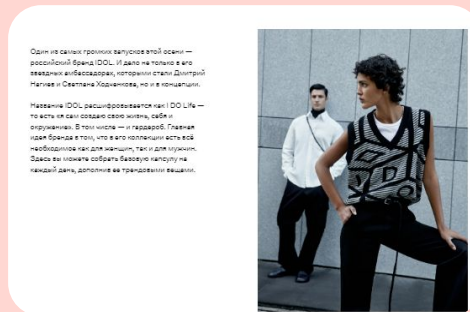 Один из самых громких запусков этой осени —
российский бренд IDOL. И дело не только в его
звездных амбассадорах, которыми стали Дмитрий
Нагиев и Светлана Ходченкова, но и в концепции.
Название IDOL расшифровывается как I DO Life —
то есть «я сам создаю свою жизнь, себя и
окружение». В том числе — и гардероб. Главная
идея бренда в том, что в его коллекции есть всё
необходимое как для женщин, так и для мужчин.
Здесь вы можете собрать базовую капсулу на
каждый день, дополнив ее трендовыми вещами.